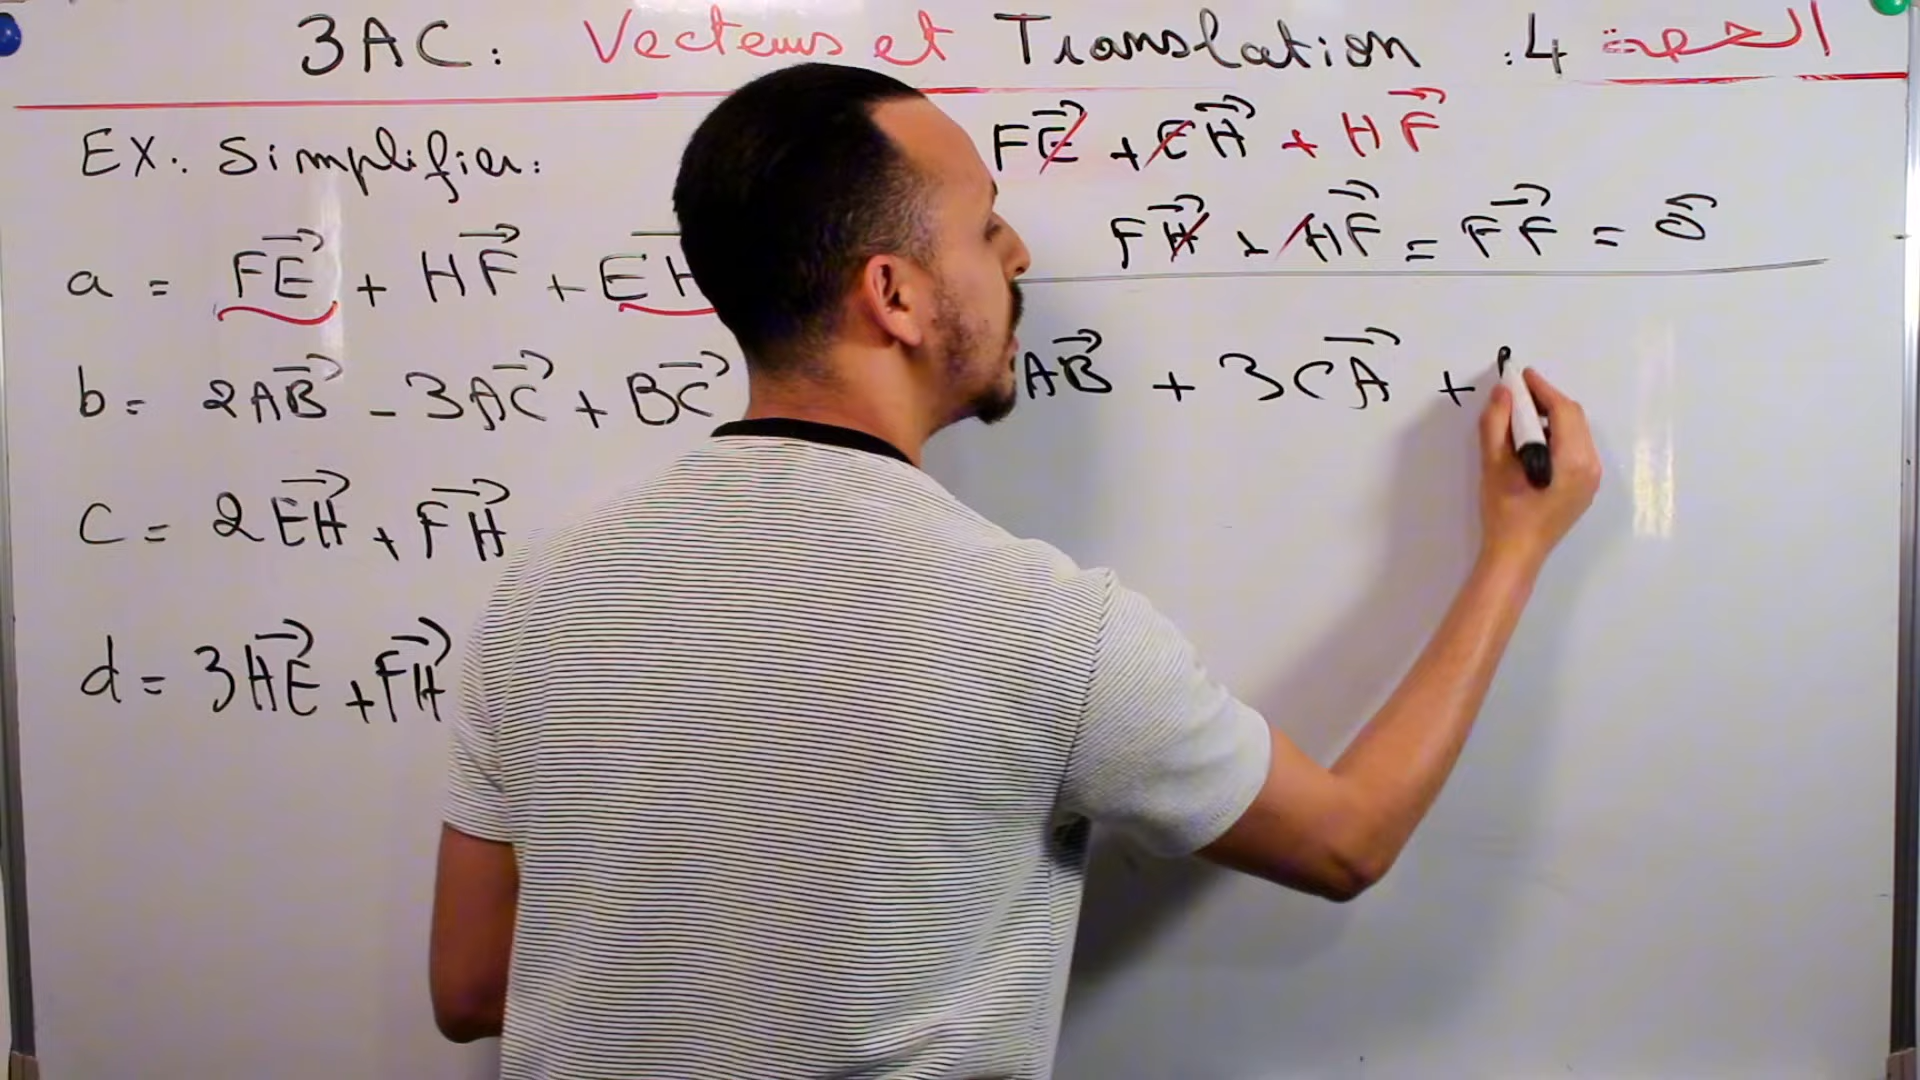 3AC: Vecteurs et Translation :4 الحصة
EX: Simplifier:
a = FE + HF + EH
b = 2AB - 3AC + BC
c = 2EH + FH
d = 3HE + FH
FE + EH + HF
FH + HF = FF = 0
AB + 3CA +